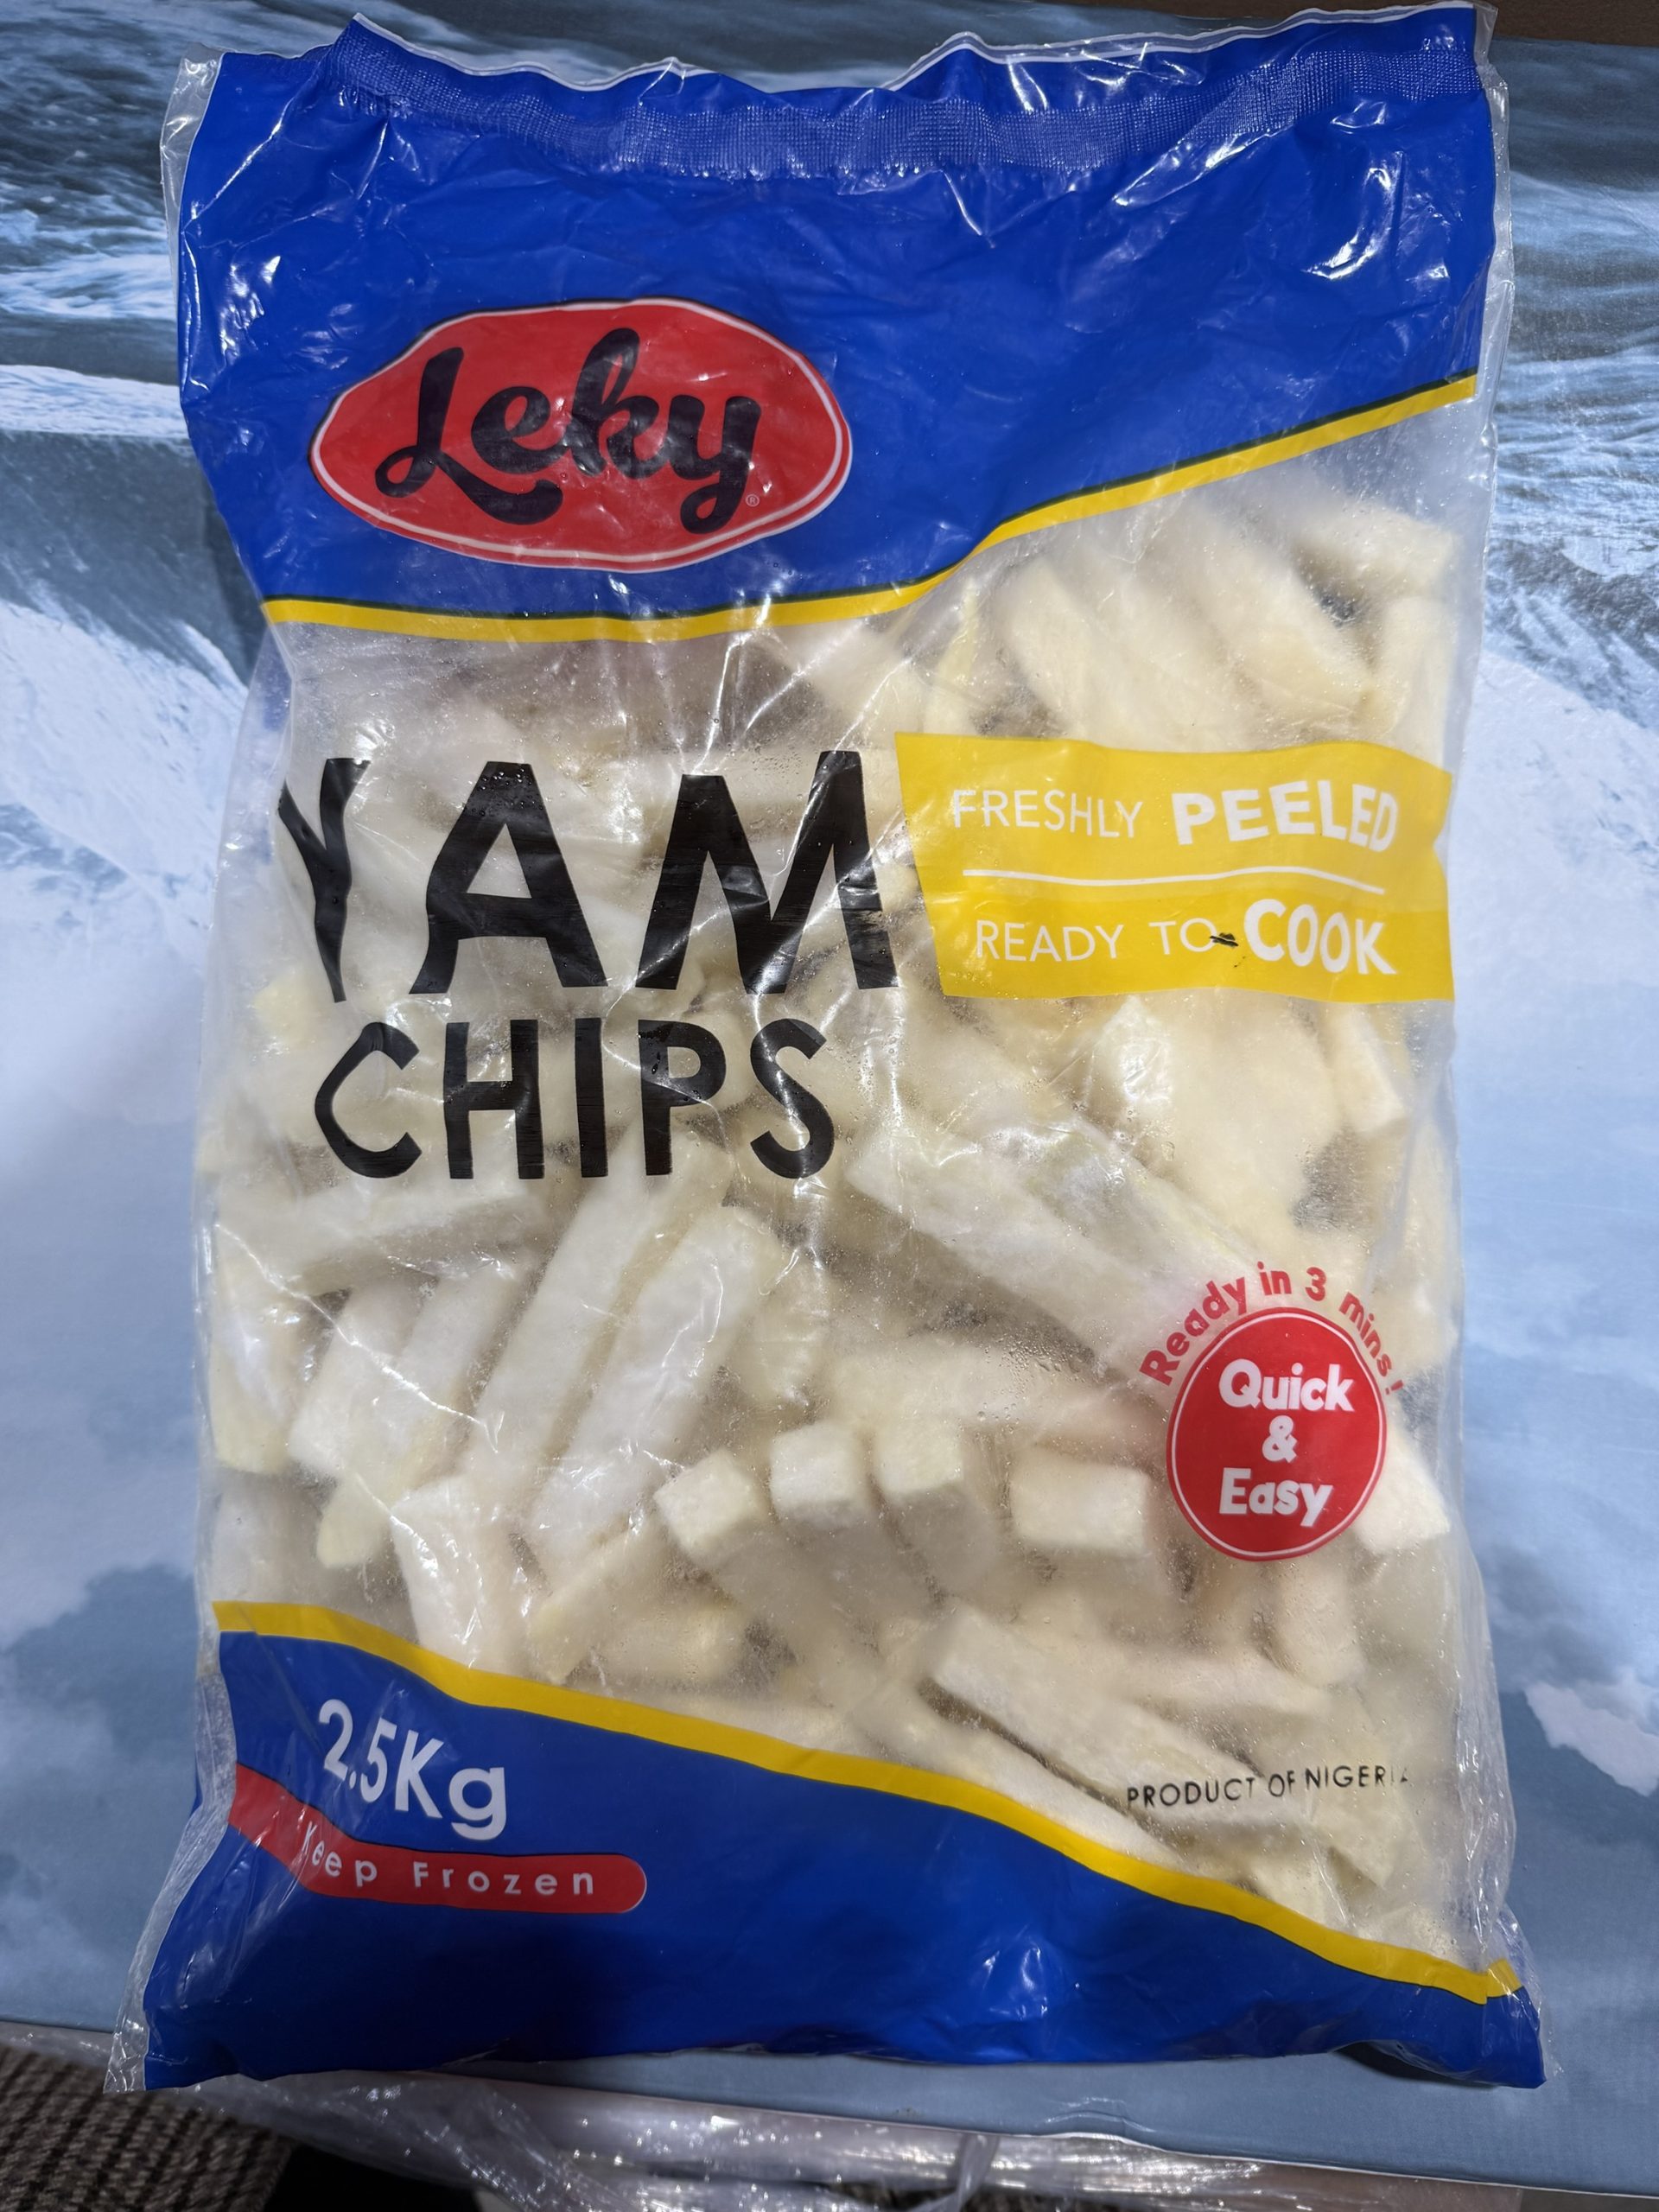 Leky
®
YAM
CHIPS
FRESHLY PEELED
READY TO COOK
Ready in 3 mins!
Quick
&
Easy
2.5Kg
Keep Frozen
PRODUCT OF NIGERIA